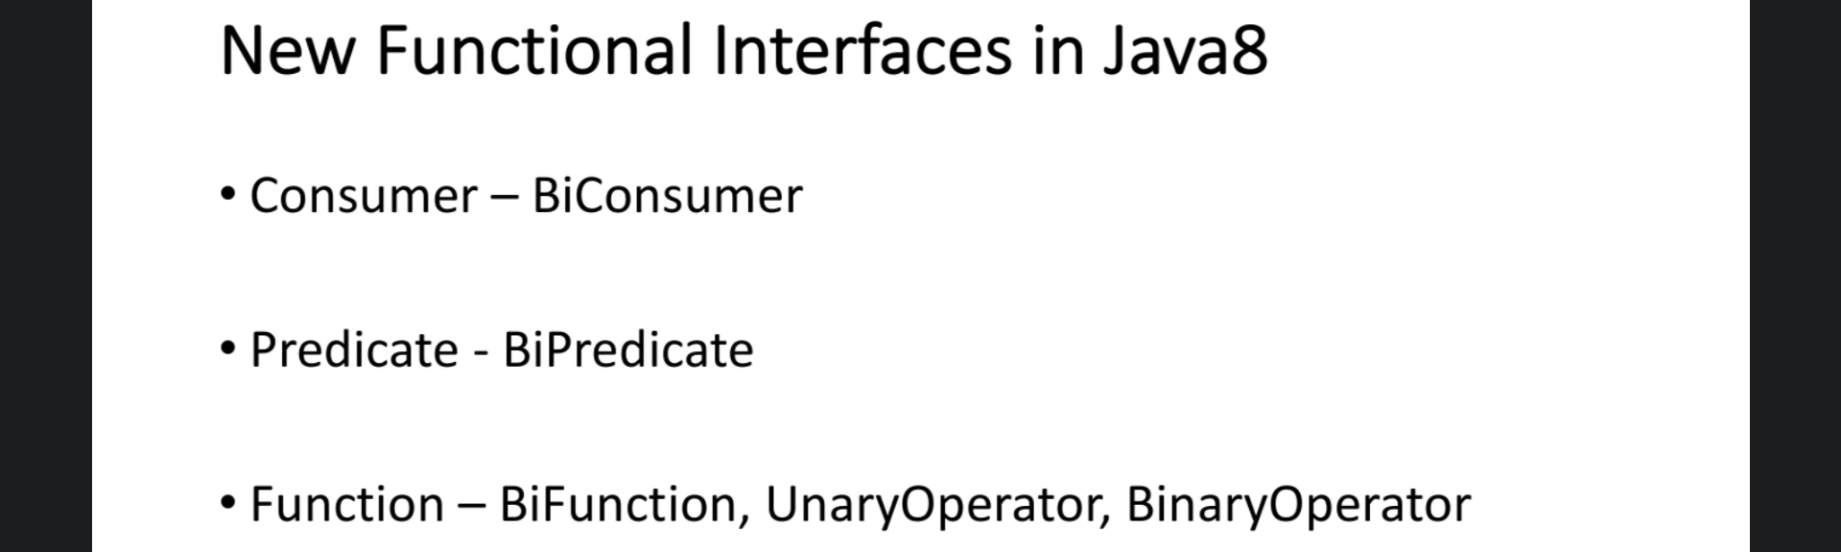 New Functional Interfaces in Java8
• Consumer – BiConsumer
• Predicate - BiPredicate
• Function – BiFunction, UnaryOperator, BinaryOperator